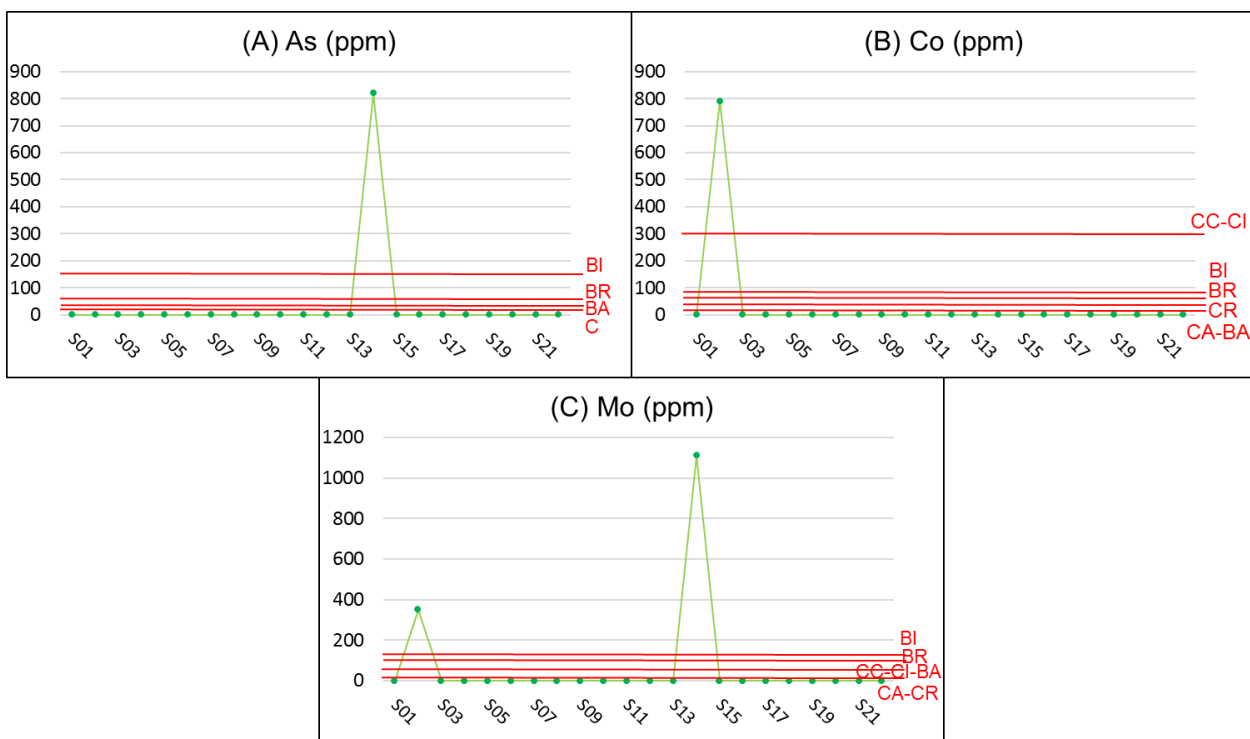 (A) As (ppm)
900
800
700
600
500
400
300
200
100
0
BI
BR
BA
C
S01 S03 S05 S07 S09 S11 S13 S15 S17 S19 S21
(B) Co (ppm)
900
800
700
600
500
400
300
200
100
0
CC-CI
BI
BR
CR
CA-BA
S01 S03 S05 S07 S09 S11 S13 S15 S17 S19 S21
(C) Mo (ppm)
1200
1000
800
600
400
200
0
BI
BR
CC-CI-BA
CA-CR
S01 S03 S05 S07 S09 S11 S13 S15 S17 S19 S21